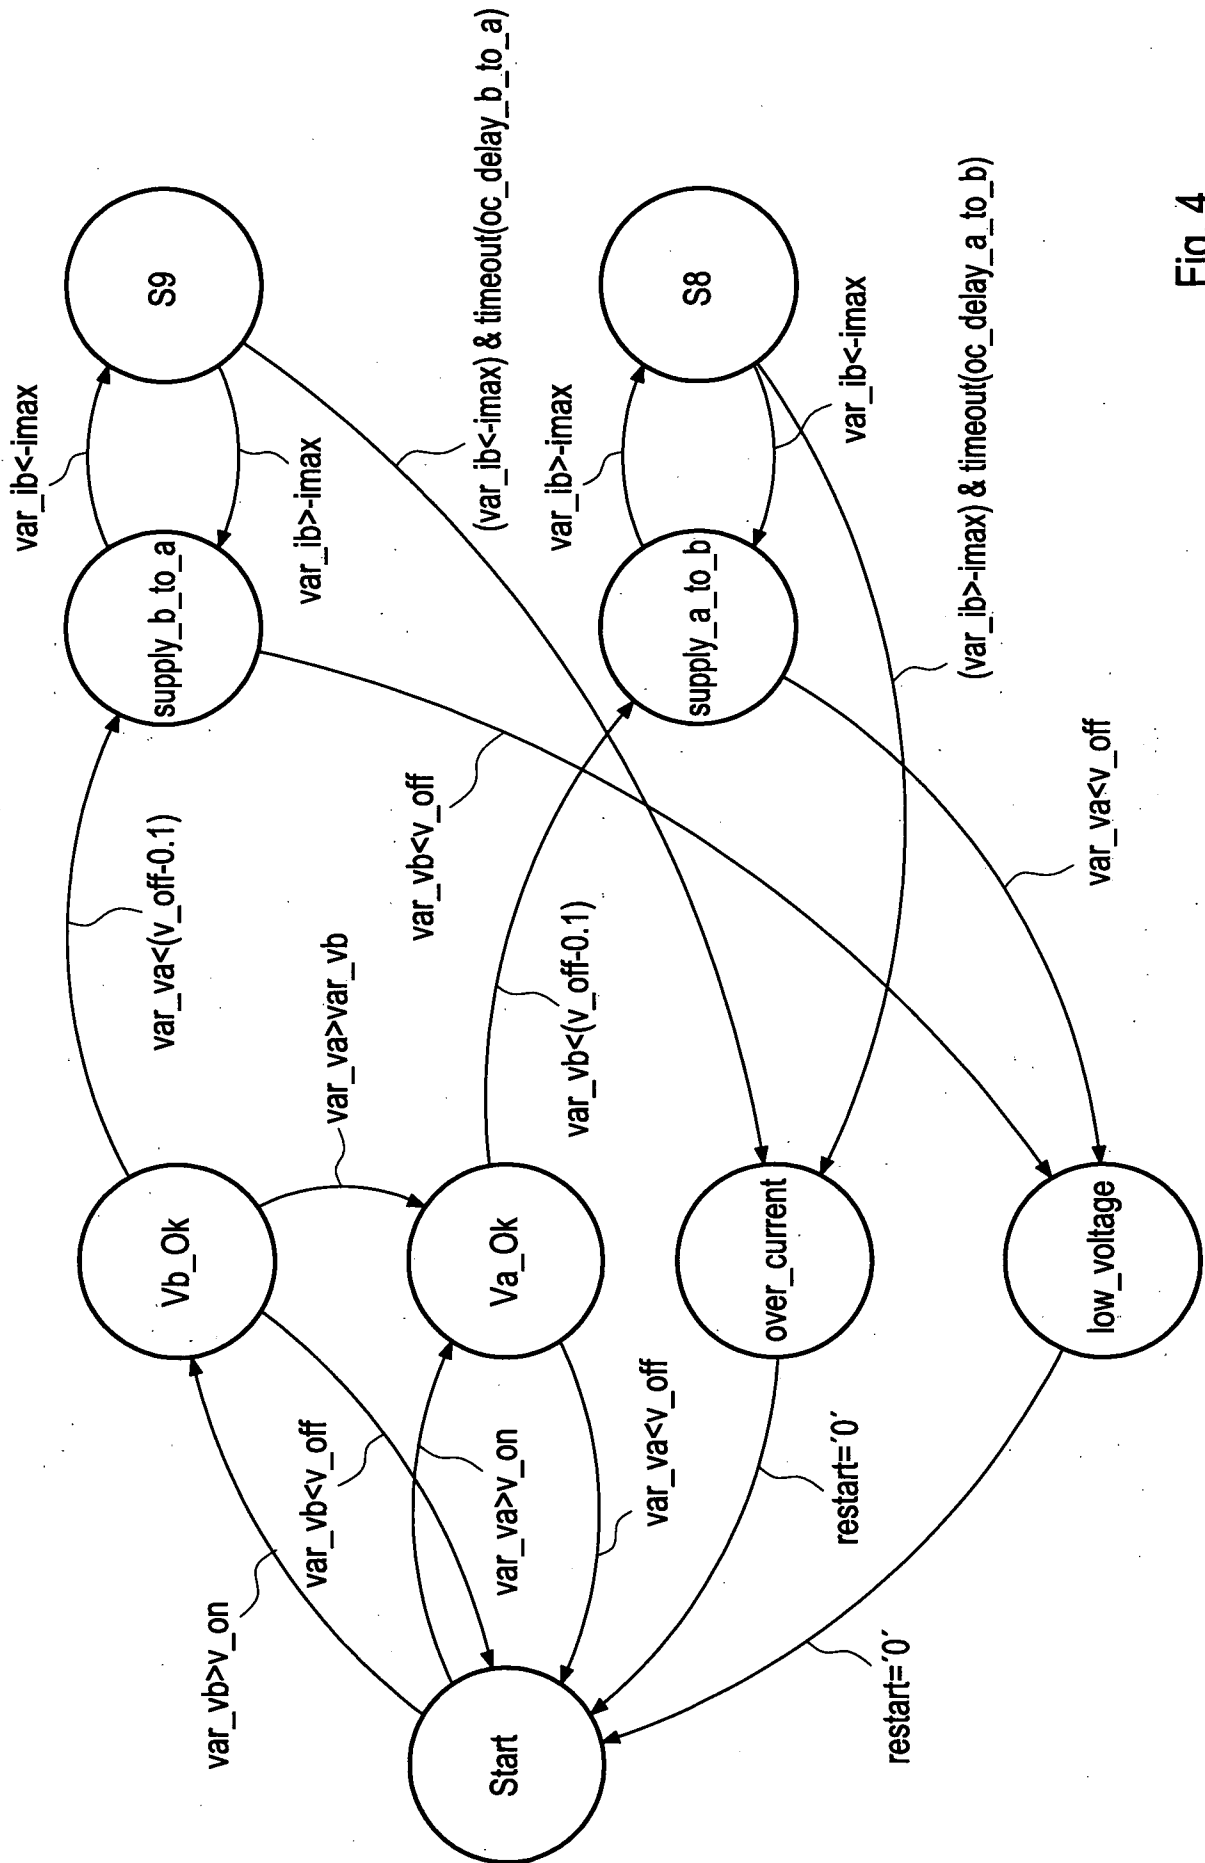 var_ib<-imax
S9
supply_b_to_a
var_ib>-imax
(var_ib<-imax) & timeout(oc_delay_b_to_a)
var_va<(v_off-0.1)
Vb_Ok
var_va>var_vb
var_vb<v_off
var_vb>v_on
var_vb<v_off
var_ib>-imax
S8
supply_a_to_b
var_ib<-imax
(var_ib>-imax) & timeout(oc_delay_a_to_b)
var_vb<(v_off-0.1)
Va_Ok
var_va>v_on
var_va<v_off
Start
over_current
restart='0'
var_va<v_off
low_voltage
restart='0'
Fig. 4